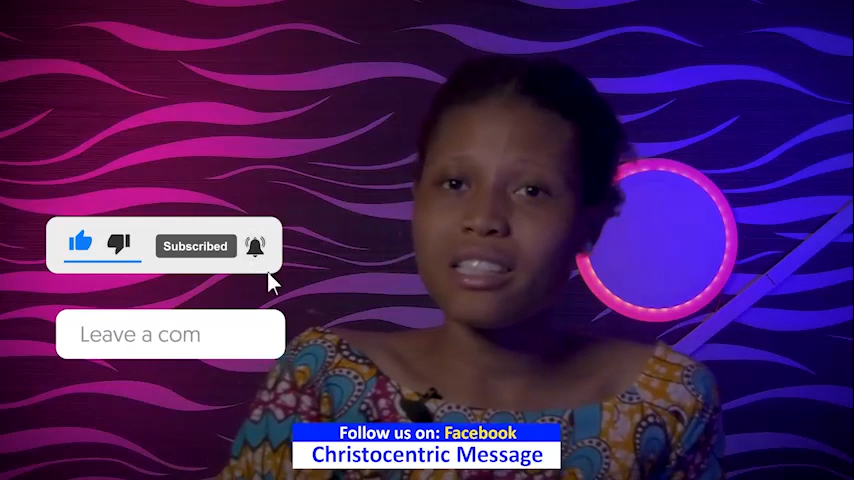 Subscribed
Leave a com
Follow us on: Facebook
Christocentric Message